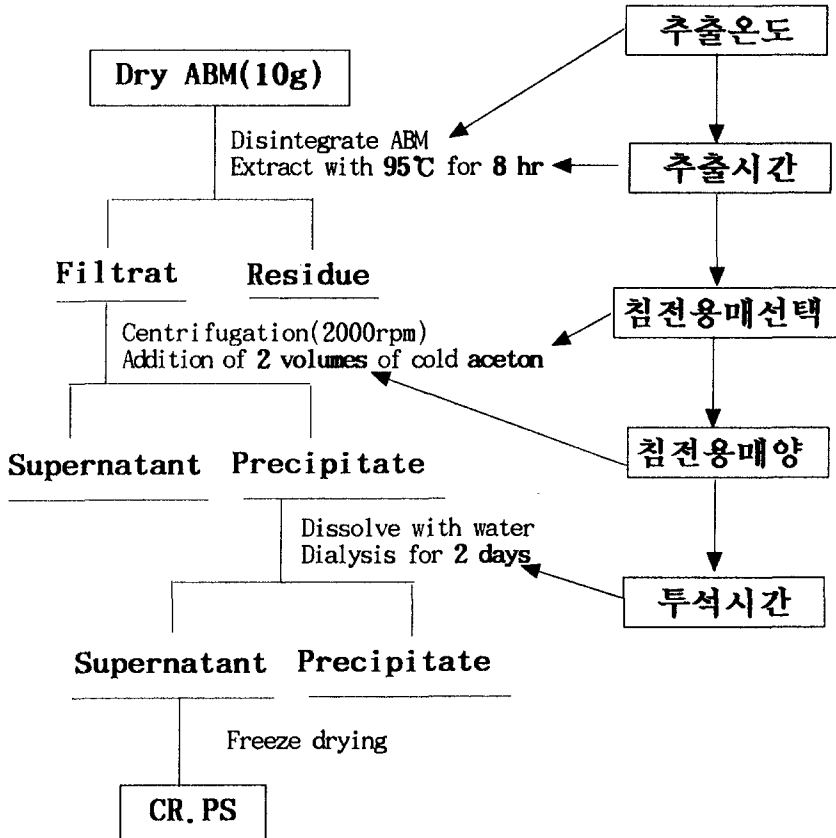 Dry ABM(10g)
Disintegrate ABM
Extract with 95℃ for 8 hr
Filtrat Residue
Centrifugation(2000rpm)
Addition of 2 volumes of cold aceton
Supernatant Precipitate
Dissolve with water
Dialysis for 2 days
Supernatant Precipitate
Freeze drying
CR.PS
추출온도
추출시간
침전용매선택
침전용매양
투석시간